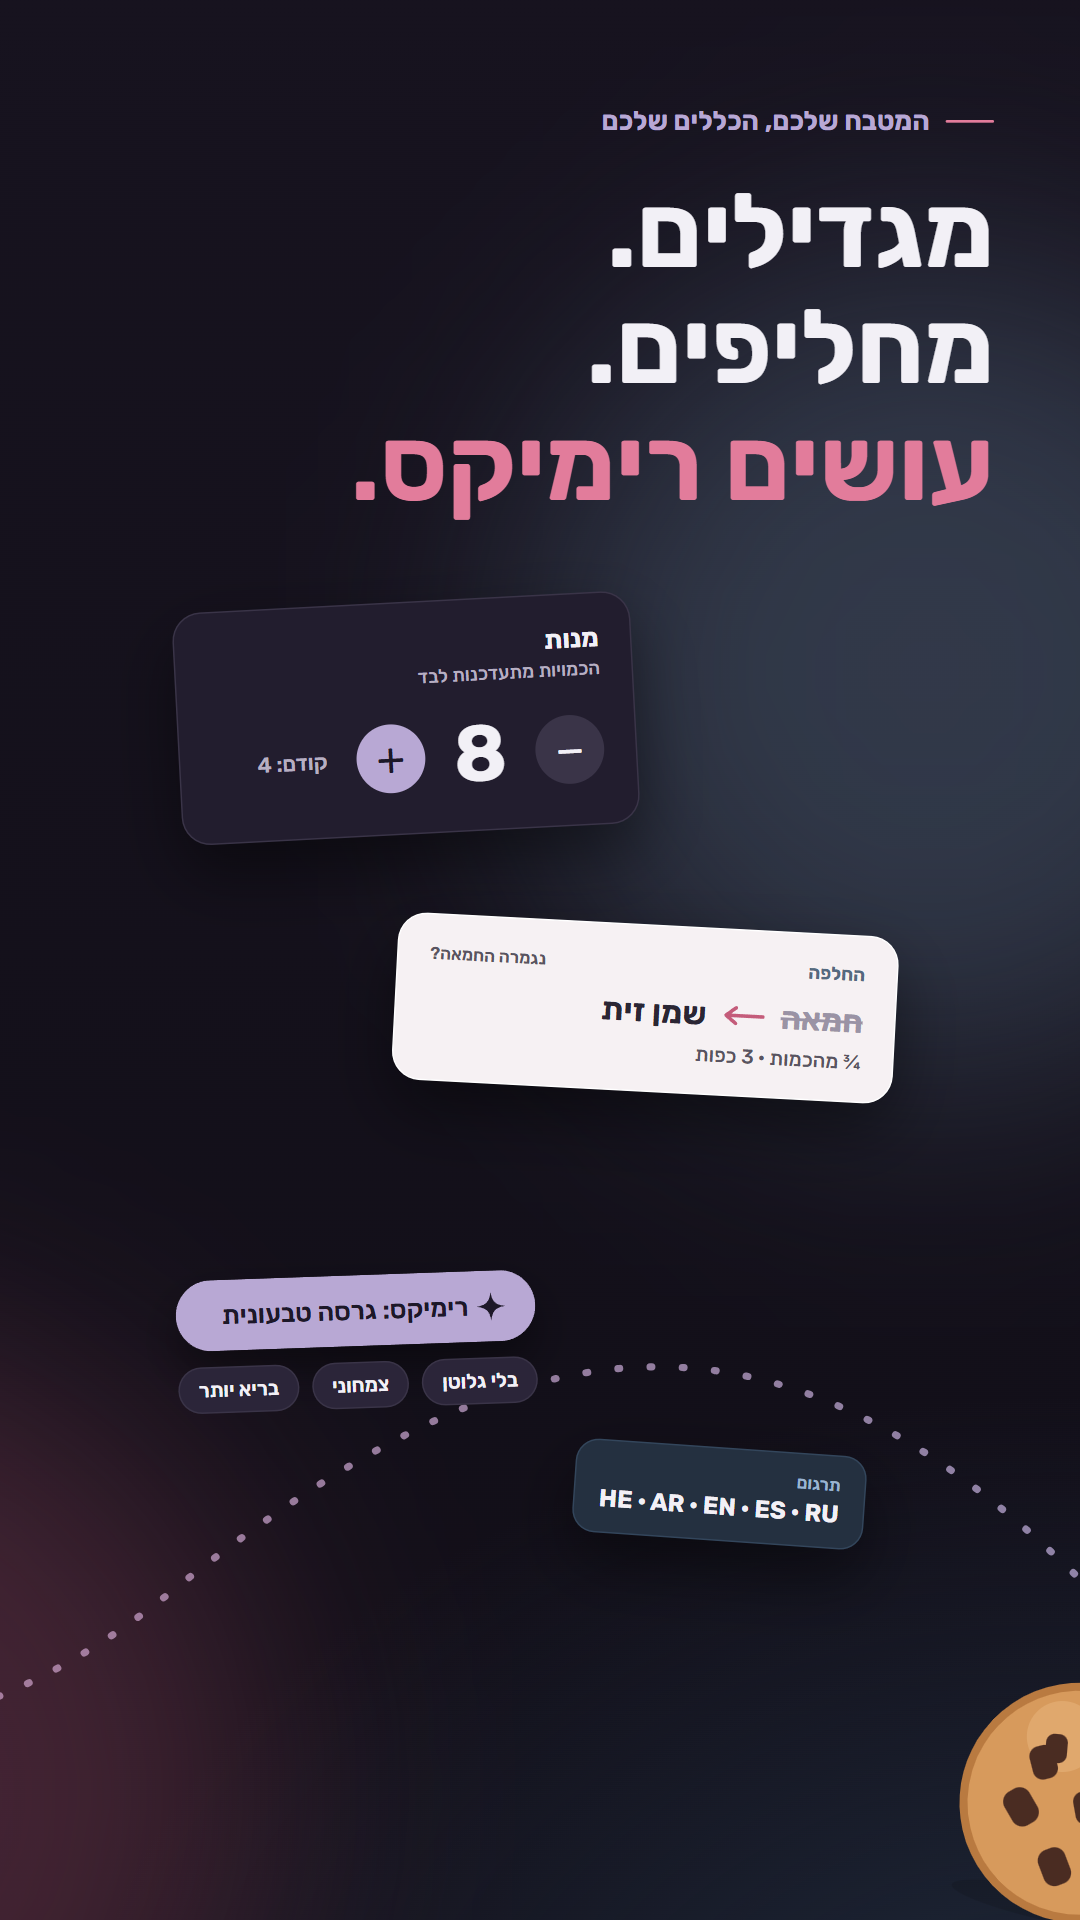 המטבח שלכם, הכללים שלכם
מגדילים.
מחליפים.
עושים רימיקס.
מנות
הכמויות מתעדכנות לבד
− 8 + קודם: 4
החלפה
נגמרה החמאה?
חמאה ← שמן זית
¾ מהכמות • 3 כפות
רימיקס: גרסה טבעונית
בלי גלוטן
צמחוני
בריא יותר
תרגום
HE • AR • EN • ES • RU